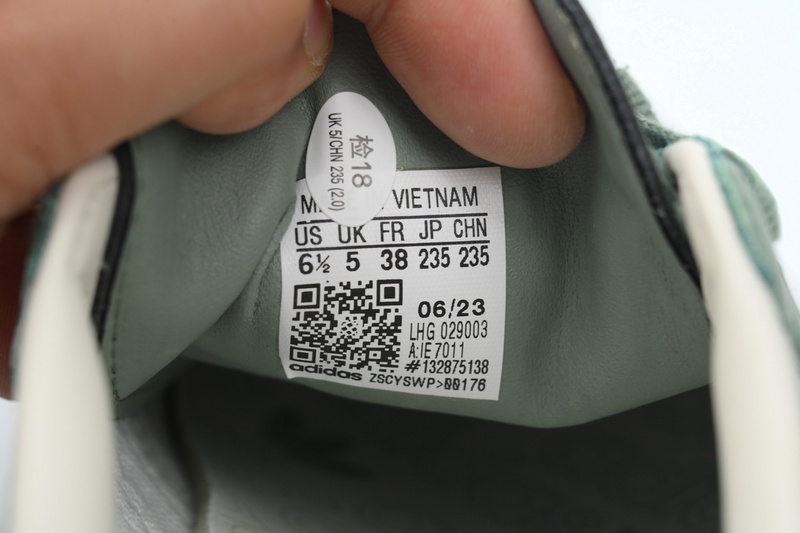 检18
UK 5/CHN 235 (2.0)
M VIETNAM
US UK FR JP CHN
6½ 5 38 235 235
06/23
LHG 029003
A:IE7011
#132875138
adidas ZSCYSWP>00176